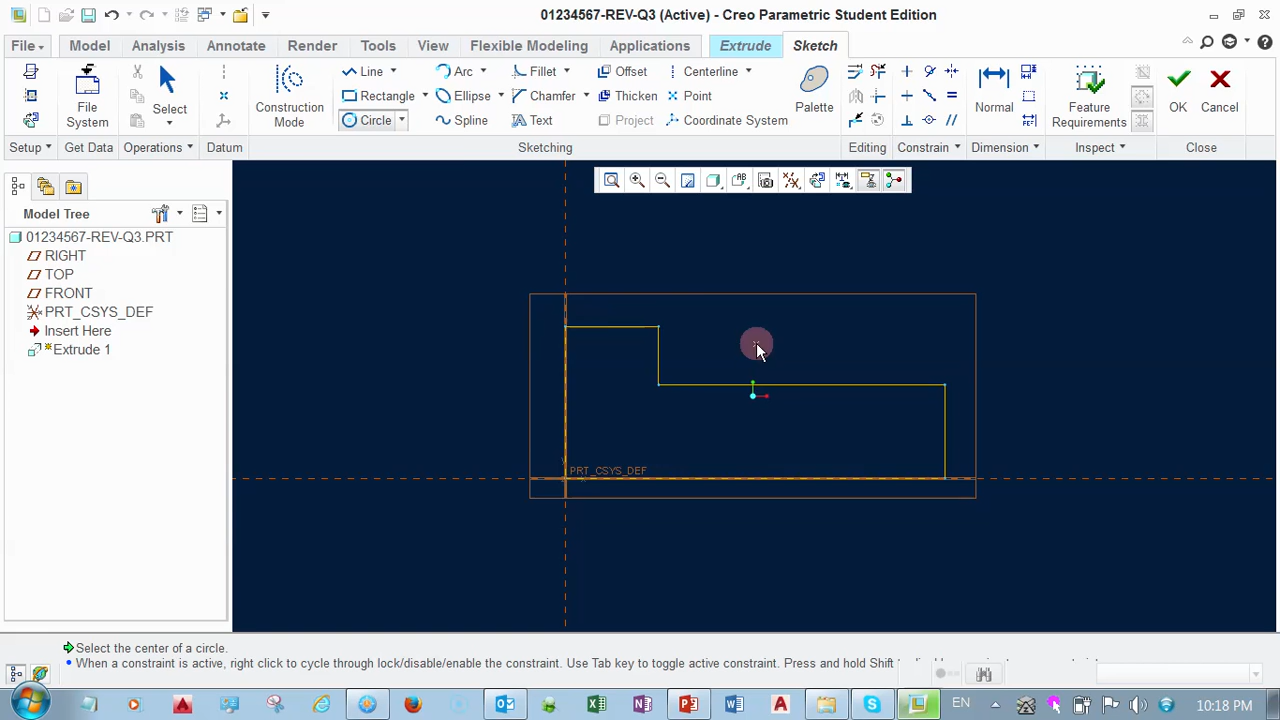 01234567-REV-Q3 (Active) - Creo Parametric Student Edition
File Model Analysis Annotate Render Tools View Flexible Modeling Applications Extrude Sketch
File System
Select
Construction Mode
Line Arc Fillet Offset Centerline
Rectangle Ellipse Chamfer Thicken Point
Circle Spline Text Project Coordinate System
Palette
Normal
Feature Requirements
OK
Cancel
Setup Get Data Operations Datum Sketching Editing Constrain Dimension Inspect Close
Model Tree
01234567-REV-Q3.PRT
RIGHT
TOP
FRONT
PRT_CSYS_DEF
Insert Here
Extrude 1
PRT_CSYS_DEF
Select the center of a circle.
When a constraint is active, right click to cycle through lock/disable/enable the constraint. Use Tab key to toggle active constraint. Press and hold Shift
EN
10:18 PM